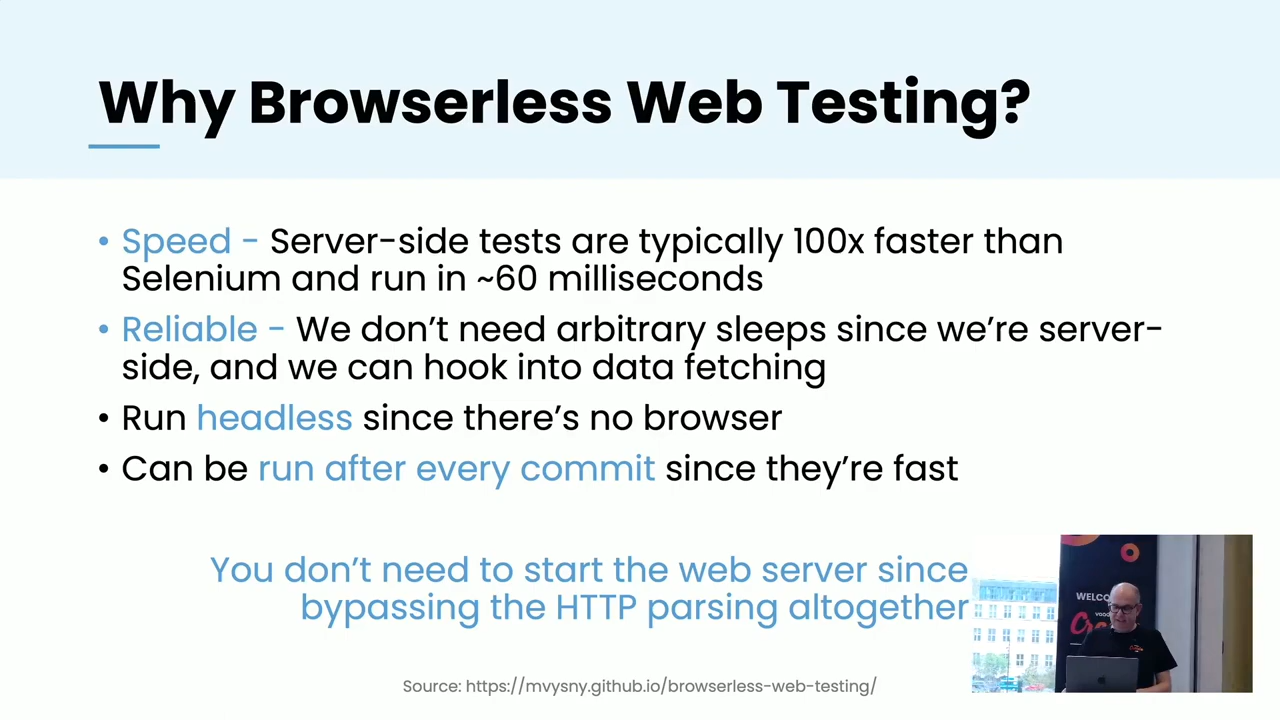 Why Browserless Web Testing?
• Speed - Server-side tests are typically 100x faster than
Selenium and run in ~60 milliseconds
• Reliable - We don’t need arbitrary sleeps since we’re server-
side, and we can hook into data fetching
• Run headless since there’s no browser
• Can be run after every commit since they’re fast
You don’t need to start the web server since
bypassing the HTTP parsing altogether
Source: https://mvysny.github.io/browserless-web-testing/